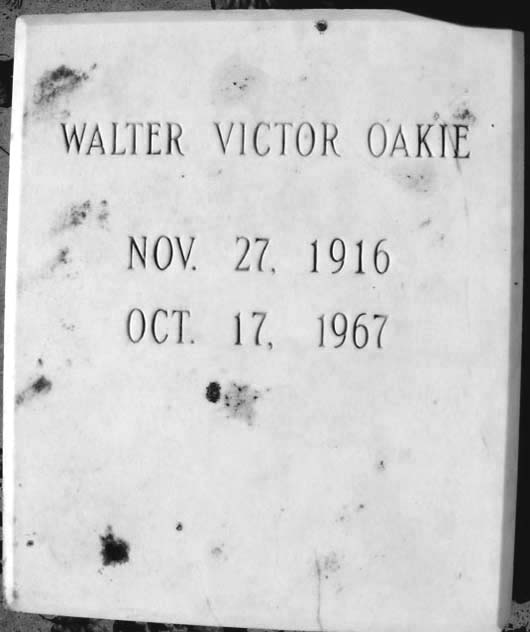 WALTER VICTOR OAKIE
NOV. 27, 1916
OCT. 17, 1967